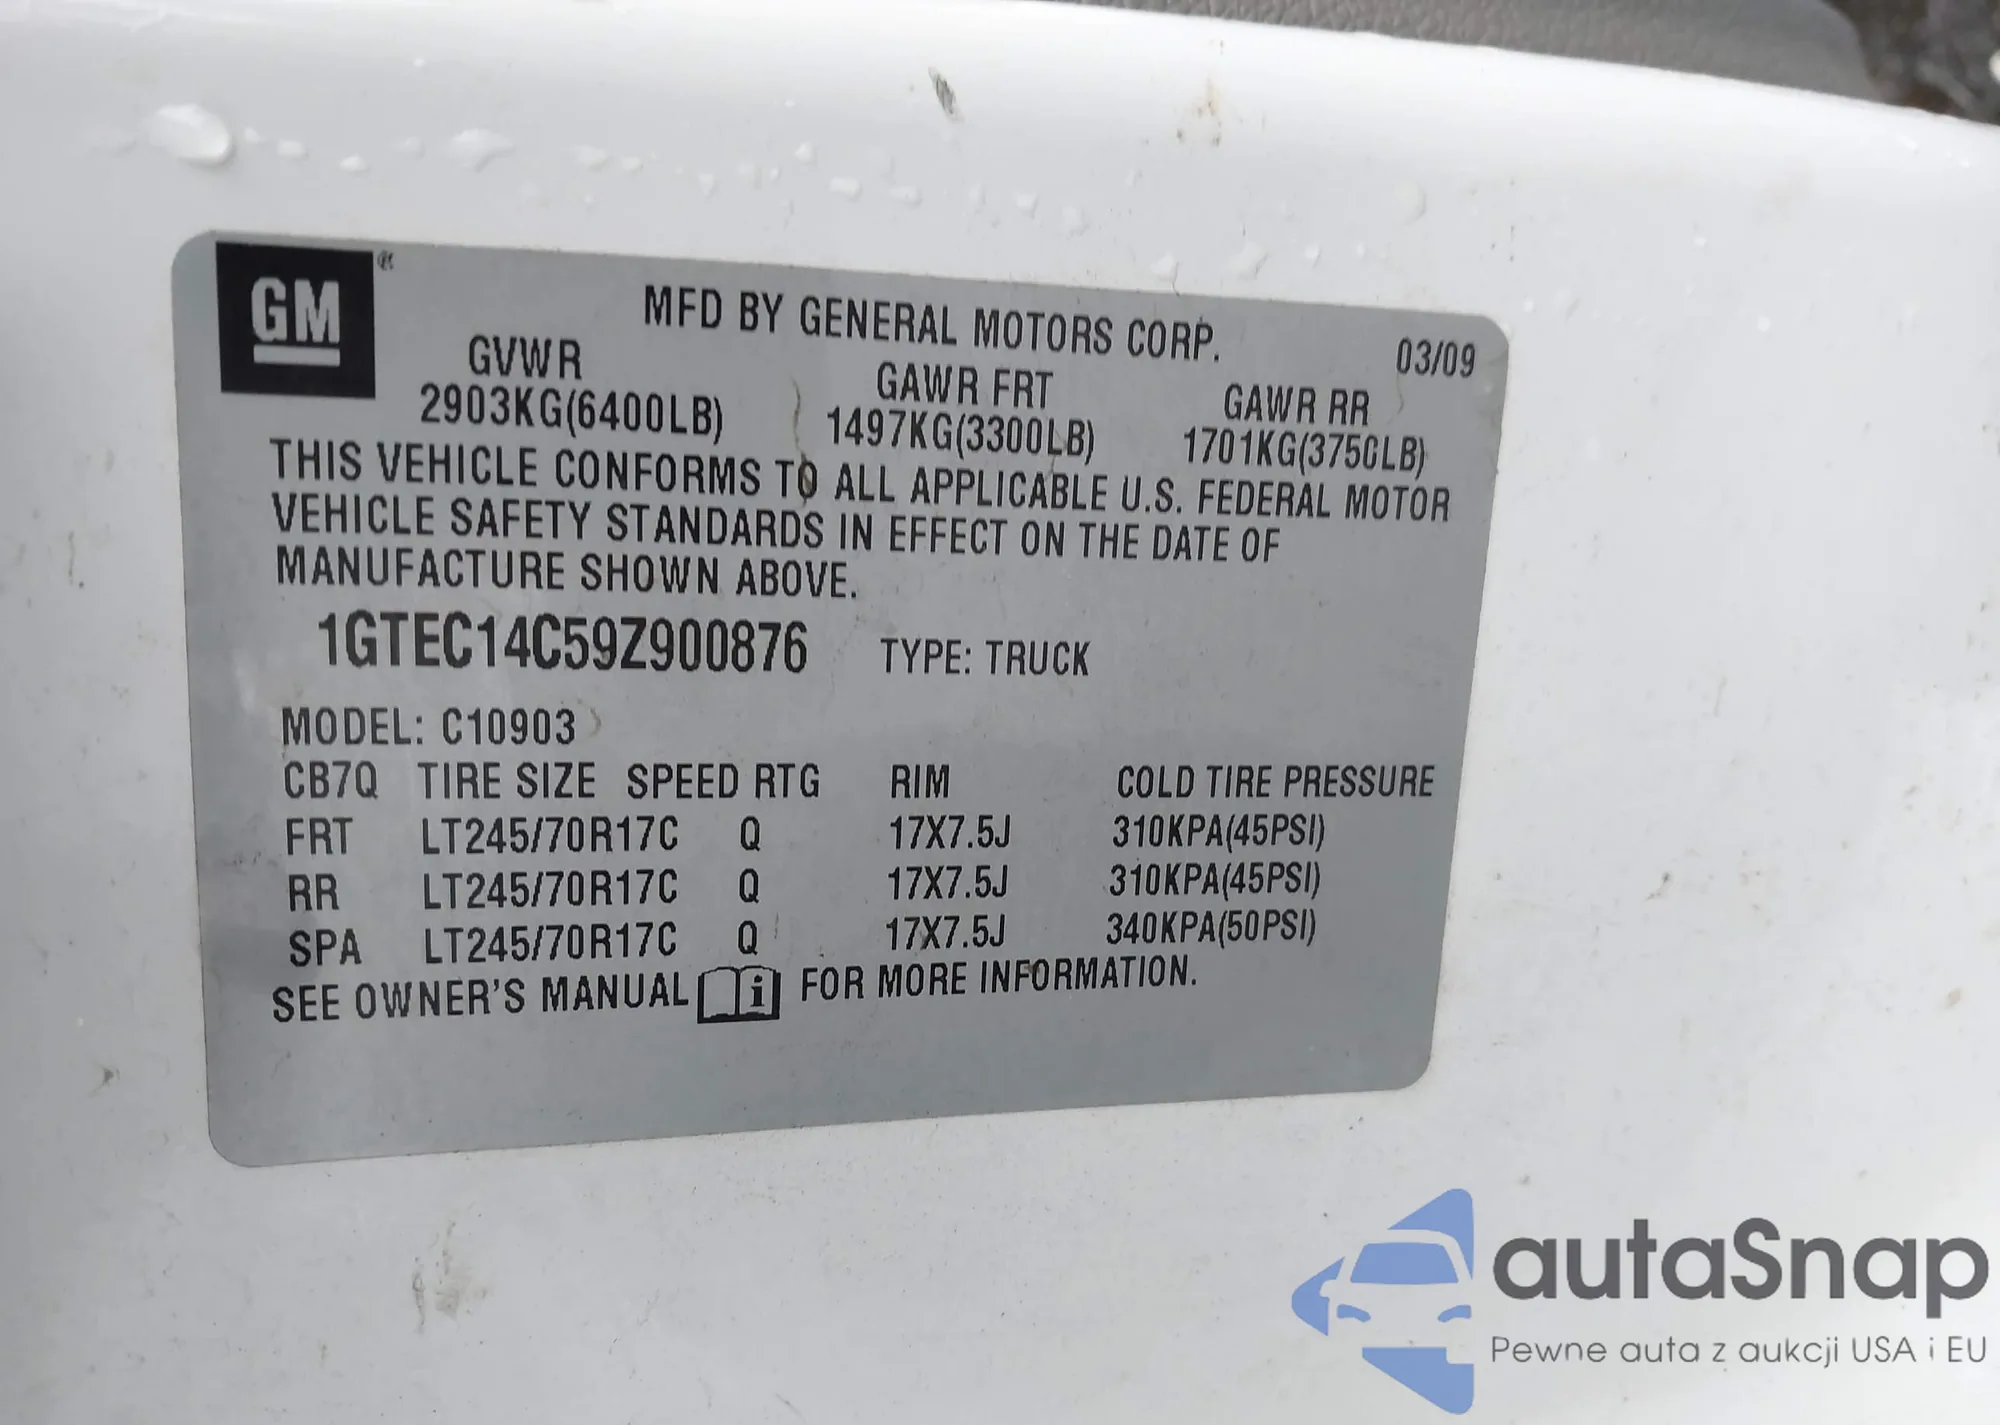 GM
MFD BY GENERAL MOTORS CORP. 03/09
GVWR GAWR FRT GAWR RR
2903KG(6400LB) 1497KG(3300LB) 1701KG(3750LB)
THIS VEHICLE CONFORMS TO ALL APPLICABLE U.S. FEDERAL MOTOR
VEHICLE SAFETY STANDARDS IN EFFECT ON THE DATE OF
MANUFACTURE SHOWN ABOVE.
1GTEC14C59Z900876 TYPE: TRUCK
MODEL: C10903
CB7Q TIRE SIZE SPEED RTG RIM COLD TIRE PRESSURE
FRT LT245/70R17C Q 17X7.5J 310KPA(45PSI)
RR LT245/70R17C Q 17X7.5J 310KPA(45PSI)
SPA LT245/70R17C Q 17X7.5J 340KPA(50PSI)
SEE OWNER'S MANUAL i FOR MORE INFORMATION.
autaSnap
Pewne auta z aukcji USA i EU